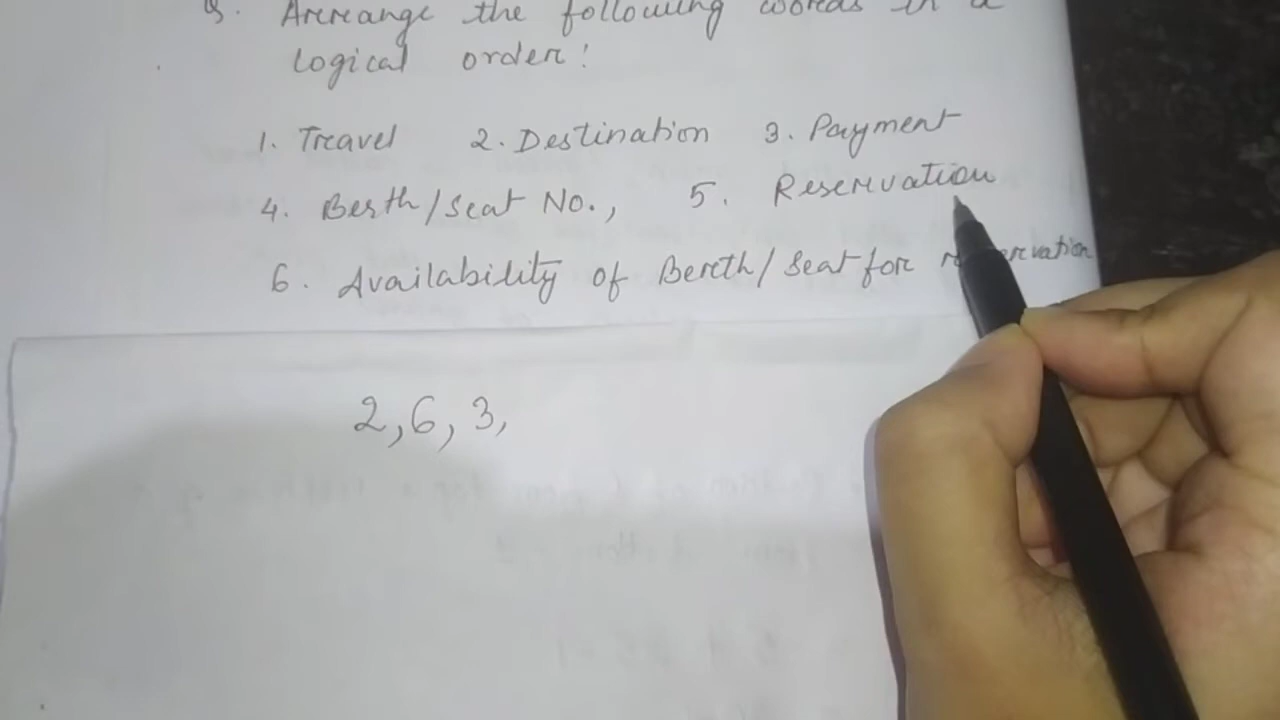 Arrange the following words in a
logical order:
1. Travel 2. Destination 3. Payment
4. Berth/Seat No., 5. Reservation
6. Availability of Berth/Seat for
2,6,3,